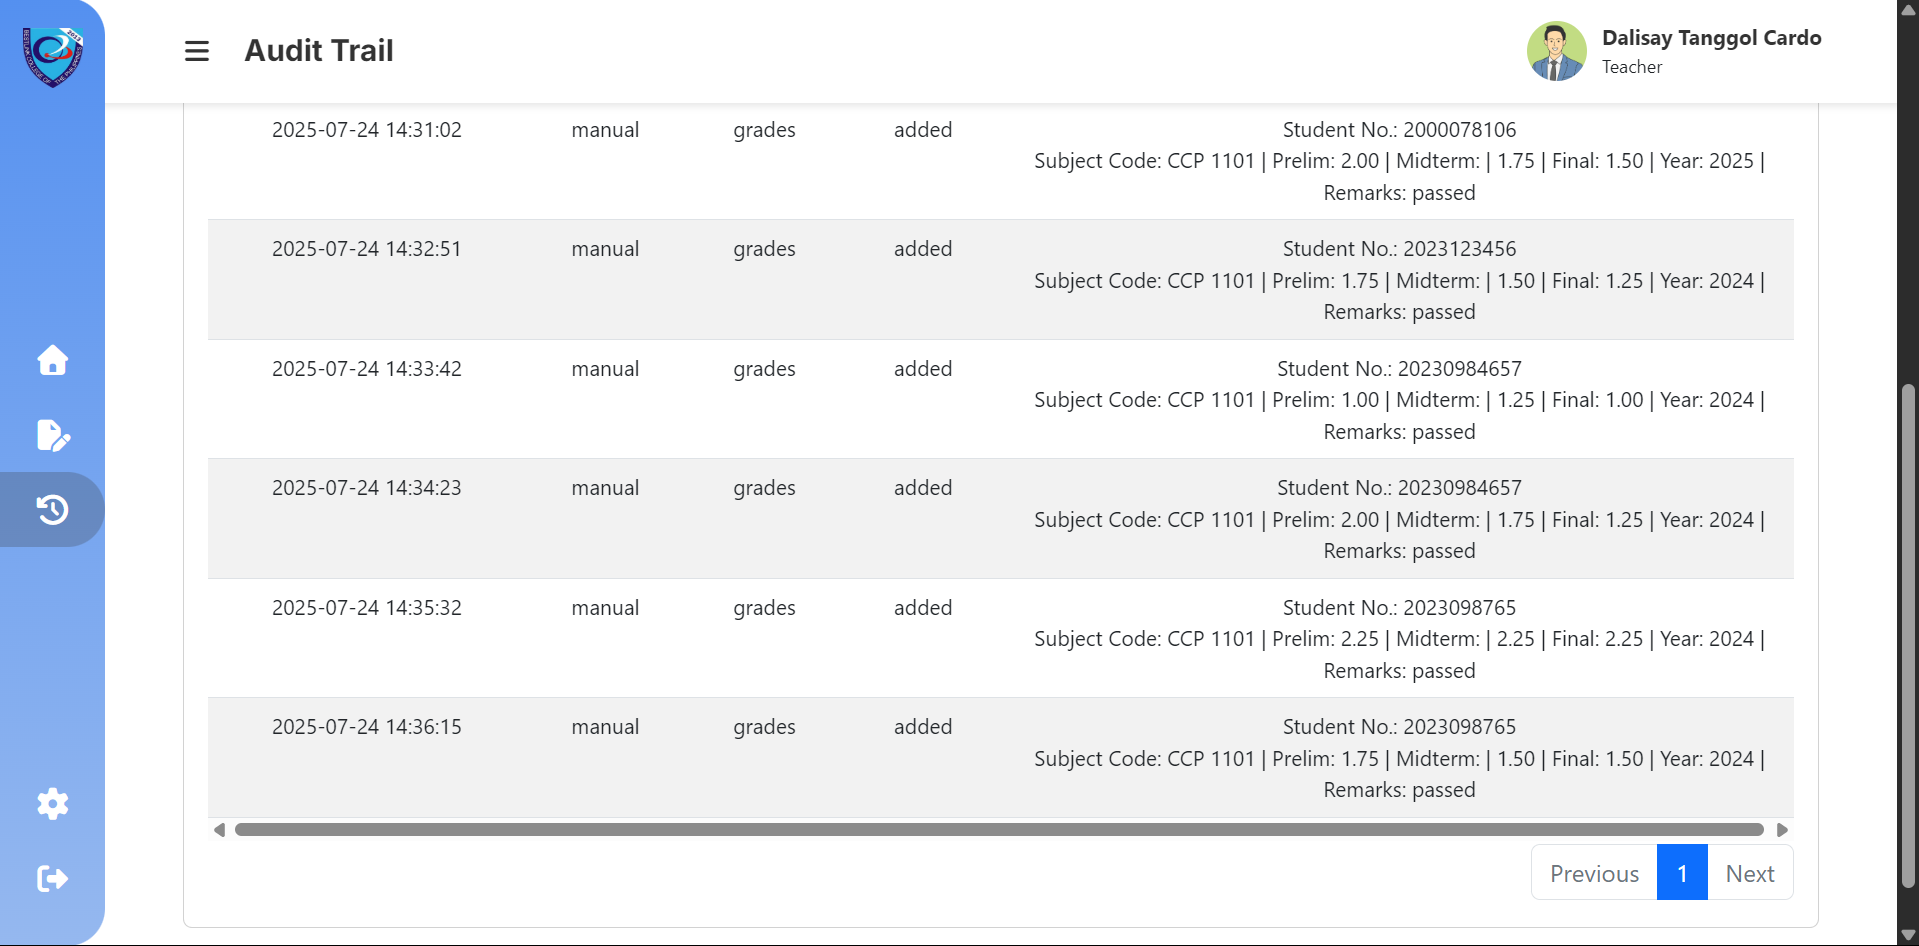 2013
BESTLINK COLLEGE OF THE PHILIPPINES
Audit Trail
Dalisay Tanggol Cardo
Teacher
2025-07-24 14:31:02 manual grades added Student No.: 2000078106
Subject Code: CCP 1101 | Prelim: 2.00 | Midterm: | 1.75 | Final: 1.50 | Year: 2025 |
Remarks: passed
2025-07-24 14:32:51 manual grades added Student No.: 2023123456
Subject Code: CCP 1101 | Prelim: 1.75 | Midterm: | 1.50 | Final: 1.25 | Year: 2024 |
Remarks: passed
2025-07-24 14:33:42 manual grades added Student No.: 20230984657
Subject Code: CCP 1101 | Prelim: 1.00 | Midterm: | 1.25 | Final: 1.00 | Year: 2024 |
Remarks: passed
2025-07-24 14:34:23 manual grades added Student No.: 20230984657
Subject Code: CCP 1101 | Prelim: 2.00 | Midterm: | 1.75 | Final: 1.25 | Year: 2024 |
Remarks: passed
2025-07-24 14:35:32 manual grades added Student No.: 2023098765
Subject Code: CCP 1101 | Prelim: 2.25 | Midterm: | 2.25 | Final: 2.25 | Year: 2024 |
Remarks: passed
2025-07-24 14:36:15 manual grades added Student No.: 2023098765
Subject Code: CCP 1101 | Prelim: 1.75 | Midterm: | 1.50 | Final: 1.50 | Year: 2024 |
Remarks: passed
Previous 1 Next